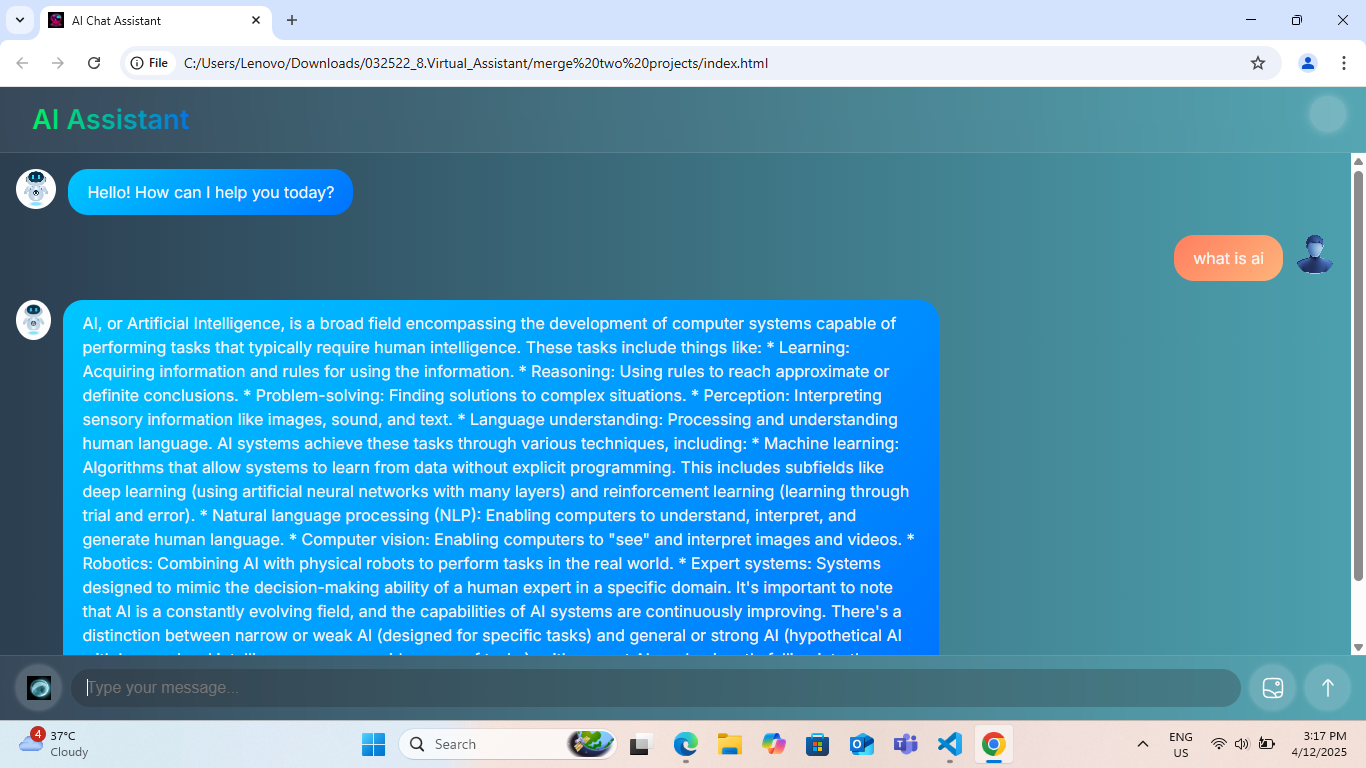 AI Chat Assistant
File
C:/Users/Lenovo/Downloads/032522_8.Virtual_Assistant/merge%20two%20projects/index.html
AI Assistant
Hello! How can I help you today?
what is ai
AI, or Artificial Intelligence, is a broad field encompassing the development of computer systems capable of
performing tasks that typically require human intelligence. These tasks include things like: * Learning:
Acquiring information and rules for using the information. * Reasoning: Using rules to reach approximate or
definite conclusions. * Problem-solving: Finding solutions to complex situations. * Perception: Interpreting
sensory information like images, sound, and text. * Language understanding: Processing and understanding
human language. AI systems achieve these tasks through various techniques, including: * Machine learning:
Algorithms that allow systems to learn from data without explicit programming. This includes subfields like
deep learning (using artificial neural networks with many layers) and reinforcement learning (learning through
trial and error). * Natural language processing (NLP): Enabling computers to understand, interpret, and
generate human language. * Computer vision: Enabling computers to "see" and interpret images and videos. *
Robotics: Combining AI with physical robots to perform tasks in the real world. * Expert systems: Systems
designed to mimic the decision-making ability of a human expert in a specific domain. It's important to note
that AI is a constantly evolving field, and the capabilities of AI systems are continuously improving. There's a
distinction between narrow or weak AI (designed for specific tasks) and general or strong AI (hypothetical AI
Type your message...
4
37°C
Cloudy
Search
ENG
US
3:17 PM
4/12/2025